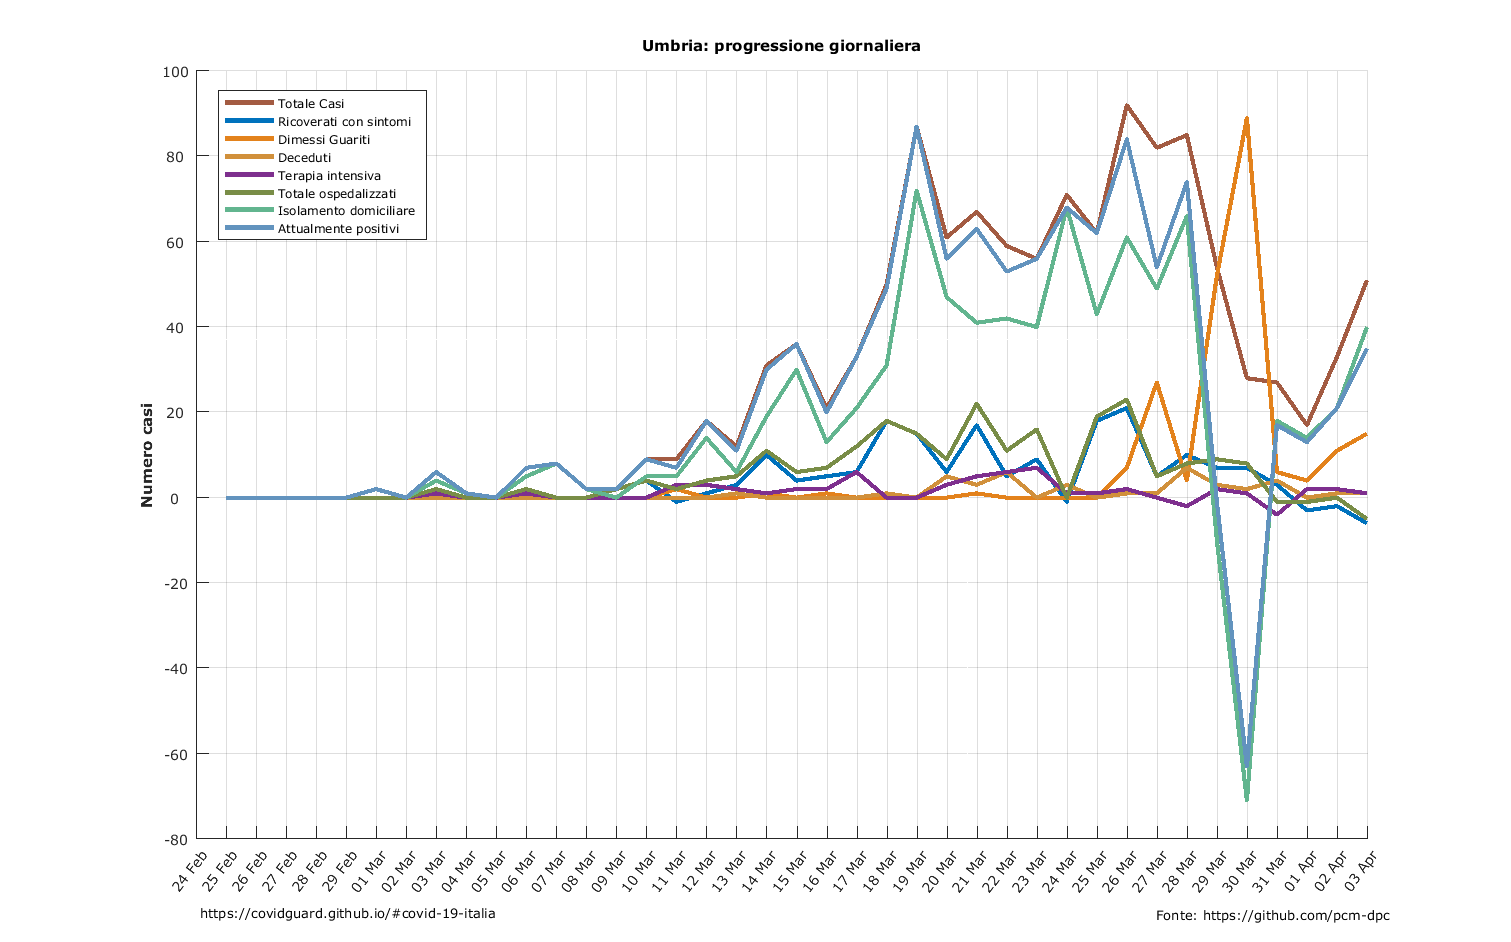 Umbria: progressione giornaliera
100
80
60
40
20
0
-20
-40
-60
-80
Numero casi
Totale Casi
Ricoverati con sintomi
Dimessi Guariti
Deceduti
Terapia intensiva
Totale ospedalizzati
Isolamento domiciliare
Attualmente positivi
24 Feb
25 Feb
26 Feb
27 Feb
28 Feb
29 Feb
01 Mar
02 Mar
03 Mar
04 Mar
05 Mar
06 Mar
07 Mar
08 Mar
09 Mar
10 Mar
11 Mar
12 Mar
13 Mar
14 Mar
15 Mar
16 Mar
17 Mar
18 Mar
19 Mar
20 Mar
21 Mar
22 Mar
23 Mar
24 Mar
25 Mar
26 Mar
27 Mar
28 Mar
29 Mar
30 Mar
31 Mar
01 Apr
02 Apr
03 Apr
https://covidguard.github.io/#covid-19-italia
Fonte: https://github.com/pcm-dpc